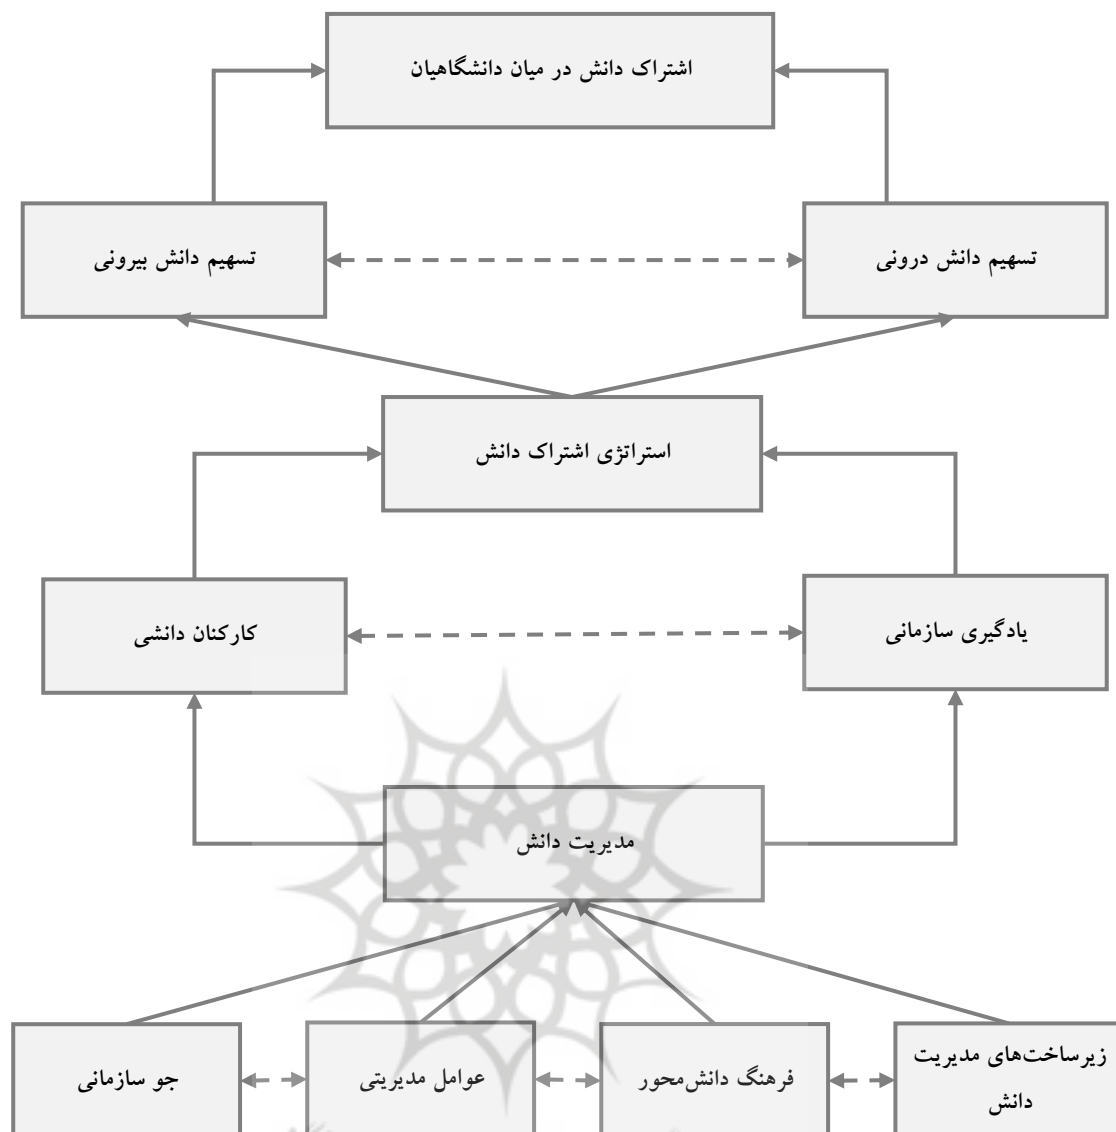 اشتراک دانش در میان دانشگاهیان
تسهیم دانش درونی
تسهیم دانش بیرونی
استراتژی اشتراک دانش
یادگیری سازمانی
کارکنان دانشی
مدیریت دانش
زیرساخت‌های مدیریت
دانش
فرهنگ دانش‌محور
عوامل مدیریتی
جو سازمانی